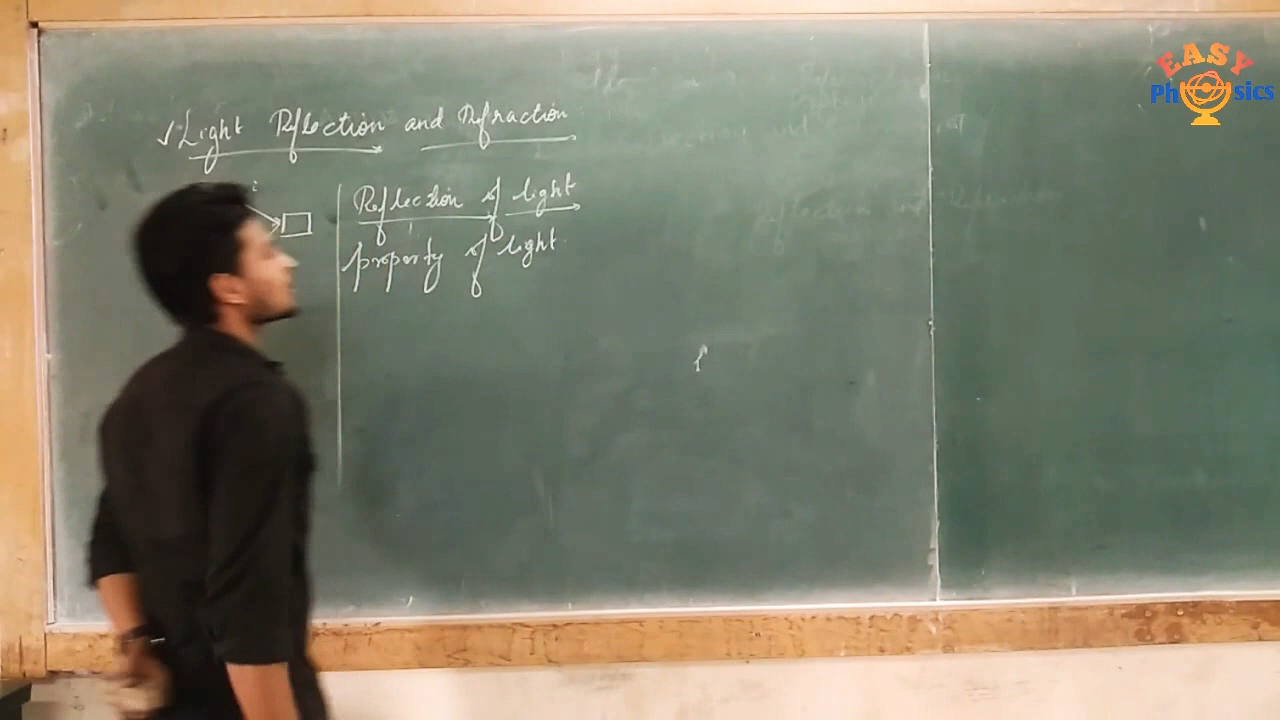 Light Reflection and Refraction
i
Reflection of light
property of light
EASY
Physics